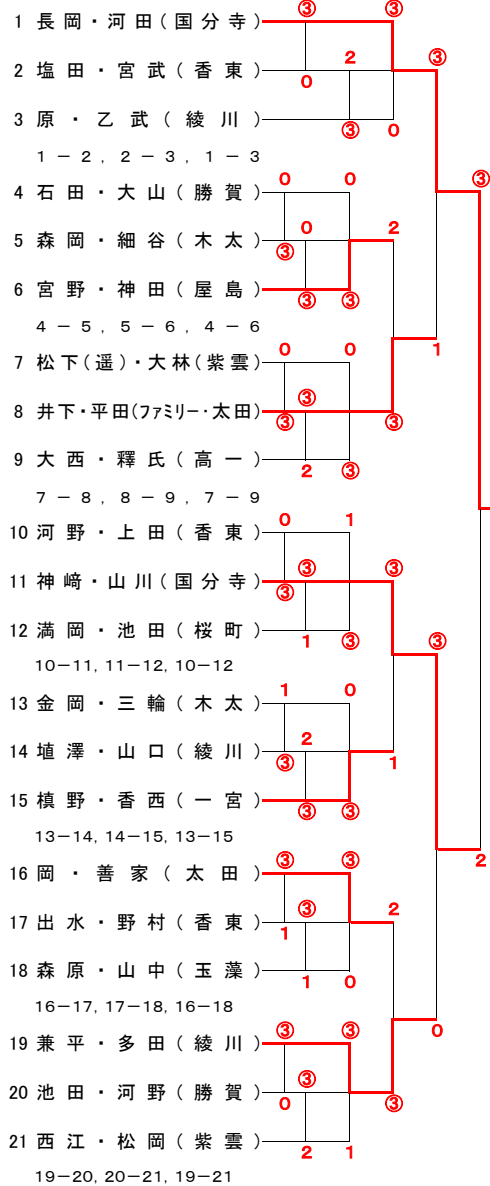 ③ ③
1 長岡・河田(国分寺)
③
2
2 塩田・宮武(香東)
0
3 原・乙武(綾川)
③ 0
1－2，2－3，1－3
③
0 0
4 石田・大山(勝賀)
0 2
5 森岡・細谷(木太)
③
6 宮野・神田(屋島)
③ ③
4－5，5－6，4－6
0 0 1
7 松下(遥)・大林(紫雲)
③
8 井下・平田(ファミリー・太田)
③ ③
9 大西・釋氏(高一)
2 ③
7－8，8－9，7－9
0 1
10 河野・上田(香東)
③ ③
11 神﨑・山川(国分寺)
③
12 満岡・池田(桜町)
1 ③ ③
10－11，11－12，10－12
1 0
13 金岡・三輪(木太)
2
14 埴澤・山口(綾川)
③ 1
15 槙野・香西(一宮)
③ ③
13－14，14－15，13－15
③ ③ 2
16 岡・善家(太田)
③ 2
17 出水・野村(香東)
1
18 森原・山中(玉藻)
1 0
16－17，17－18，16－18
③ ③ 0
19 兼平・多田(綾川)
③
20 池田・河野(勝賀)
0 ③
21 西江・松岡(紫雲)
2 1
19－20，20－21，19－21